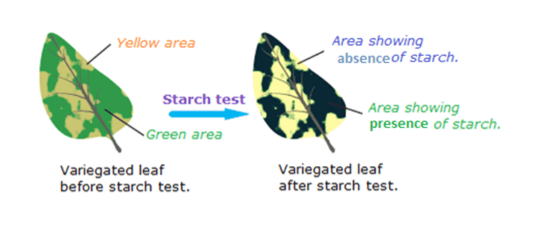 Yellow area
Green area
Variegated leaf
before starch test.
Starch test
Area showing
absence of starch.
Area showing
presence of starch.
Variegated leaf
after starch test.